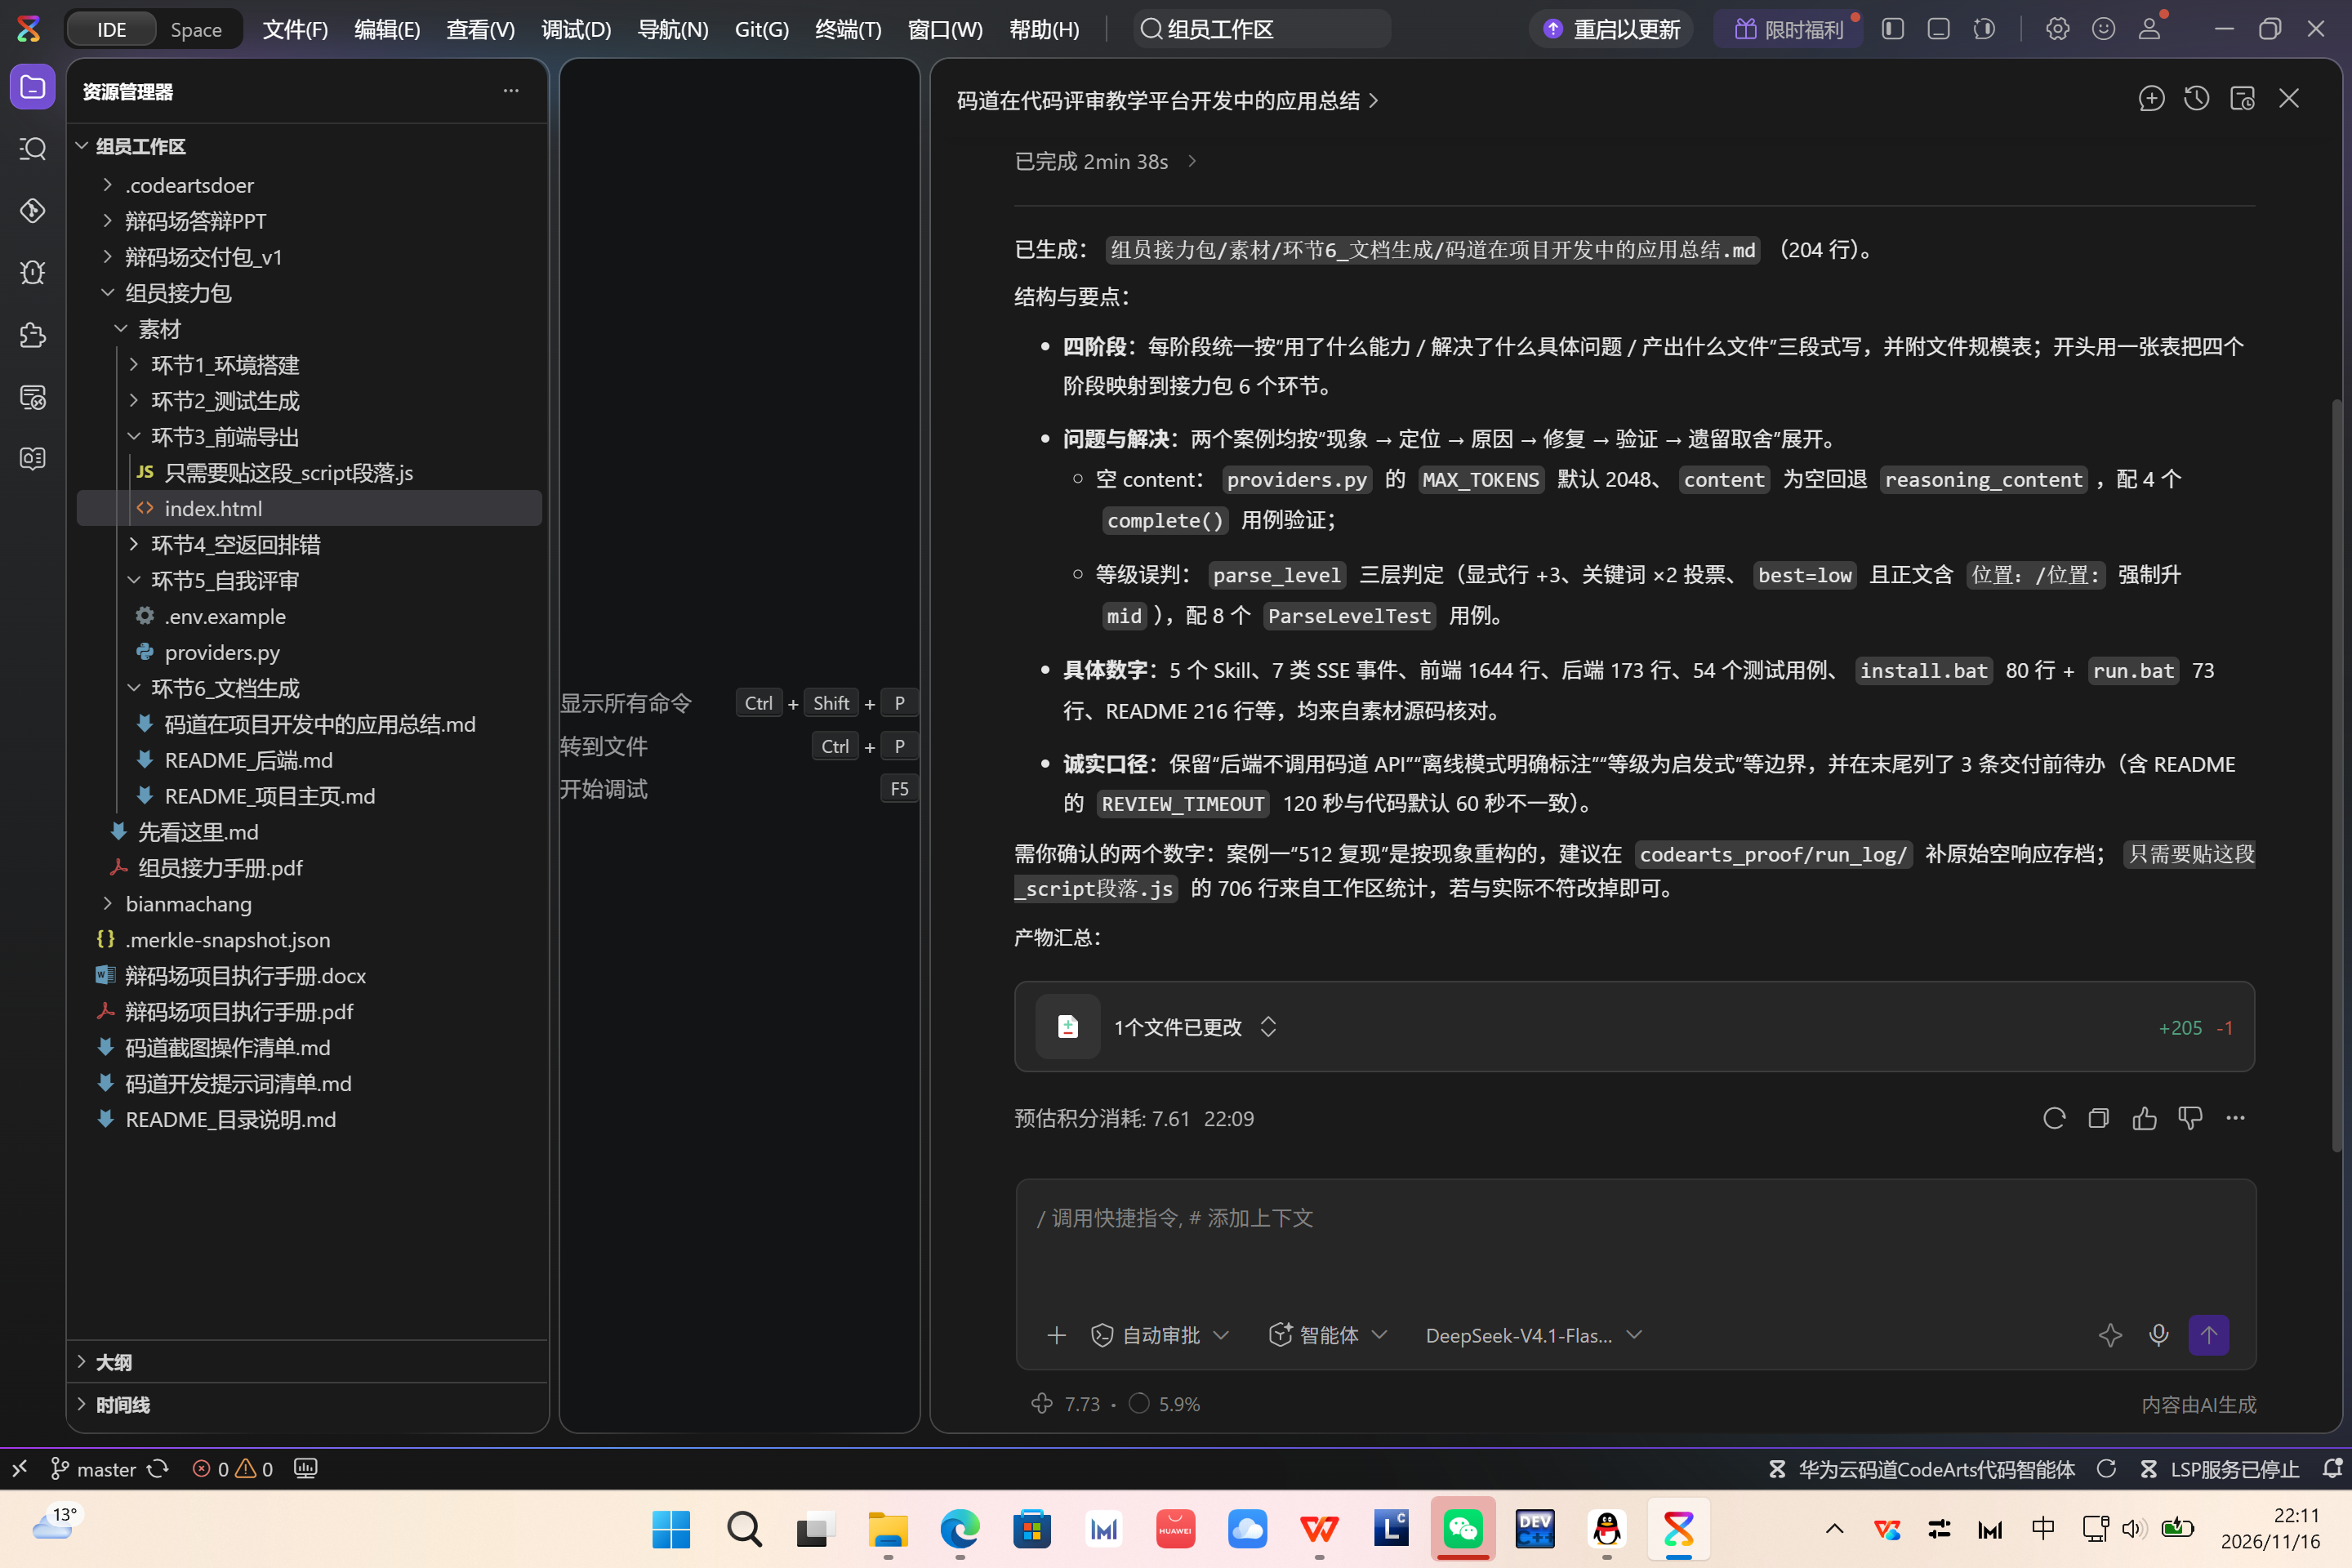 IDE Space 文件(F) 编辑(E) 查看(V) 调试(D) 导航(N) Git(G) 终端(T) 窗口(W) 帮助(H) 组员工作区 重启以更新 限时福利
资源管理器
组员工作区
.codeartsdoer
辩码场答辩PPT
辩码场交付包_v1
组员接力包
素材
环节1_环境搭建
环节2_测试生成
环节3_前端导出
JS 只需要贴这段_script段落.js
index.html
环节4_空返回排错
环节5_自我评审
.env.example
providers.py
环节6_文档生成
码道在项目开发中的应用总结.md
README_后端.md
README_项目主页.md
先看这里.md
组员接力手册.pdf
bianmachang
.merkle-snapshot.json
辩码场项目执行手册.docx
辩码场项目执行手册.pdf
码道截图操作清单.md
码道开发提示词清单.md
README_目录说明.md
大纲
时间线
显示所有命令 Ctrl + Shift + P
转到文件 Ctrl + P
开始调试 F5
码道在代码评审教学平台开发中的应用总结
已完成 2min 38s
已生成： 组员接力包/素材/环节6_文档生成/码道在项目开发中的应用总结.md （204 行）。
结构与要点：
四阶段：每阶段统一按“用了什么能力 / 解决了什么具体问题 / 产出什么文件”三段式写，并附文件规模表；开头用一张表把四个
阶段映射到接力包 6 个环节。
问题与解决：两个案例均按“现象 → 定位 → 原因 → 修复 → 验证 → 遗留取舍”展开。
空 content： providers.py 的 MAX_TOKENS 默认 2048、 content 为空回退 reasoning_content ，配 4 个
complete() 用例验证；
等级误判： parse_level 三层判定（显式行 +3、关键词 ×2 投票、 best=low 且正文含 位置：/位置: 强制升
mid ），配 8 个 ParseLevelTest 用例。
具体数字：5 个 Skill、7 类 SSE 事件、前端 1644 行、后端 173 行、54 个测试用例、 install.bat 80 行 + run.bat 73
行、README 216 行等，均来自素材源码核对。
诚实口径：保留“后端不调用码道 API”“离线模式明确标注”“等级为启发式”等边界，并在末尾列了 3 条交付前待办（含 README
的 REVIEW_TIMEOUT 120 秒与代码默认 60 秒不一致）。
需你确认的两个数字：案例一“512 复现”是按现象重构的，建议在 codearts_proof/run_log/ 补原始空响应存档； 只需要贴这段
_script段落.js 的 706 行来自工作区统计，若与实际不符改掉即可。
产物汇总：
1个文件已更改 +205 -1
预估积分消耗: 7.61 22:09
/ 调用快捷指令, # 添加上下文
自动审批 智能体 DeepSeek-V4.1-Flas...
7.73 · 5.9% 内容由AI生成
master 0 0 华为云码道CodeArts代码智能体 LSP服务已停止
13° HUAWEI LC DEV C++ 中 22:11
2026/11/16